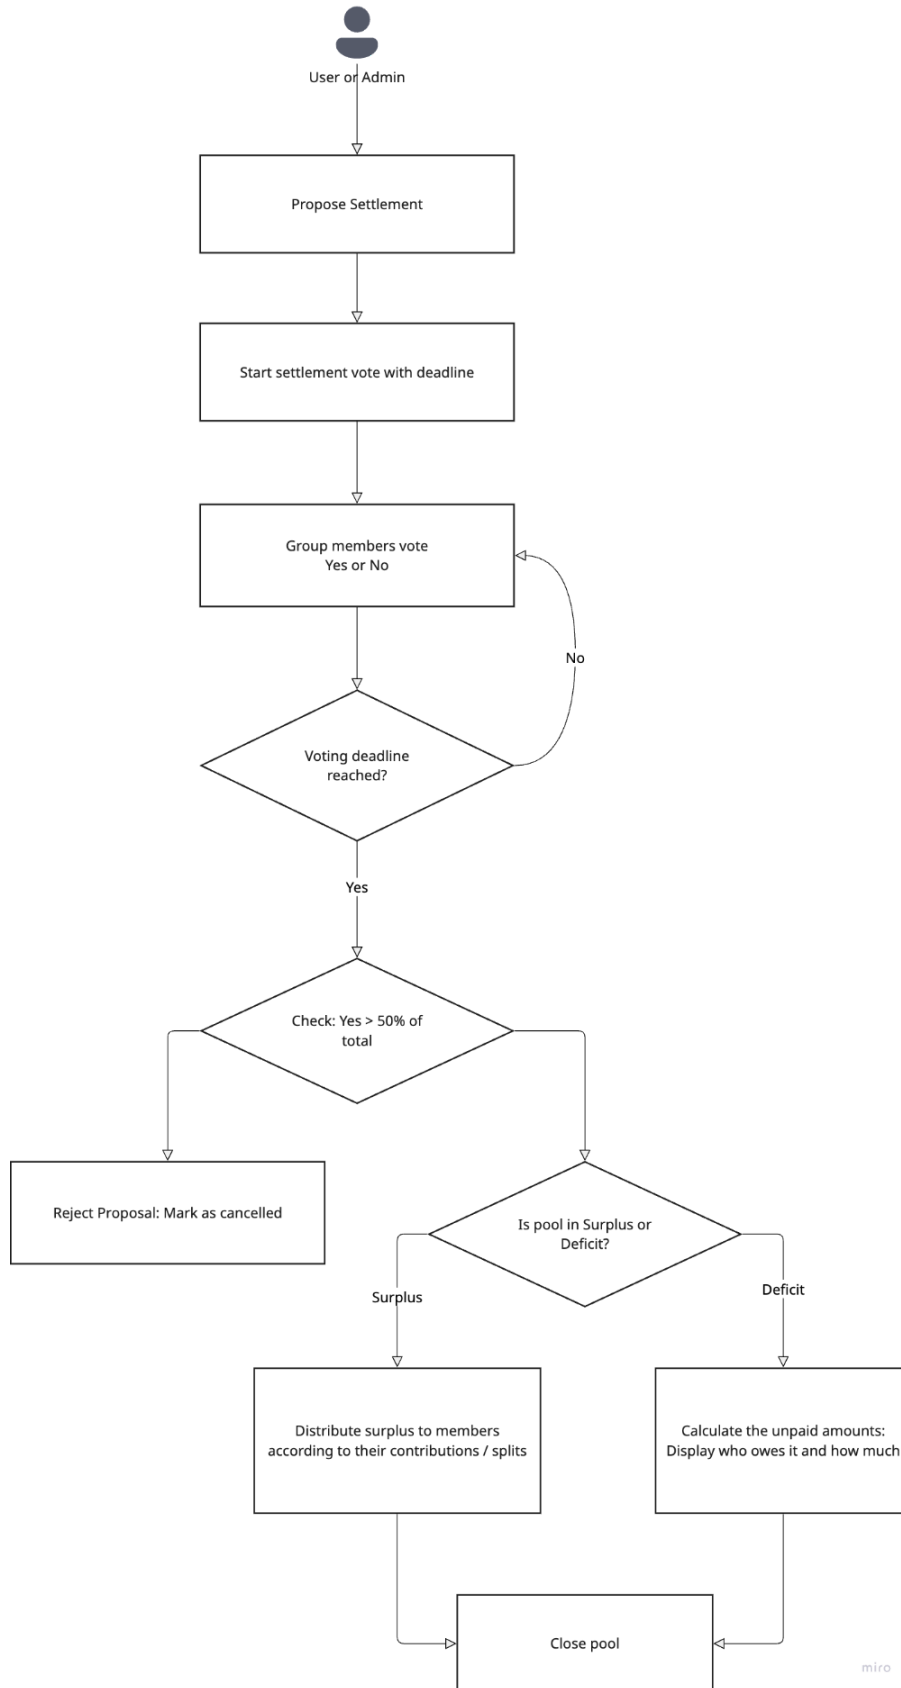 User or Admin
Propose Settlement
Start settlement vote with deadline
Group members vote
Yes or No
No
Voting deadline
reached?
Yes
Check: Yes > 50% of
total
Reject Proposal: Mark as cancelled
Is pool in Surplus or
Deficit?
Surplus
Deficit
Distribute surplus to members
according to their contributions / splits
Calculate the unpaid amounts:
Display who owes it and how much
Close pool
miro